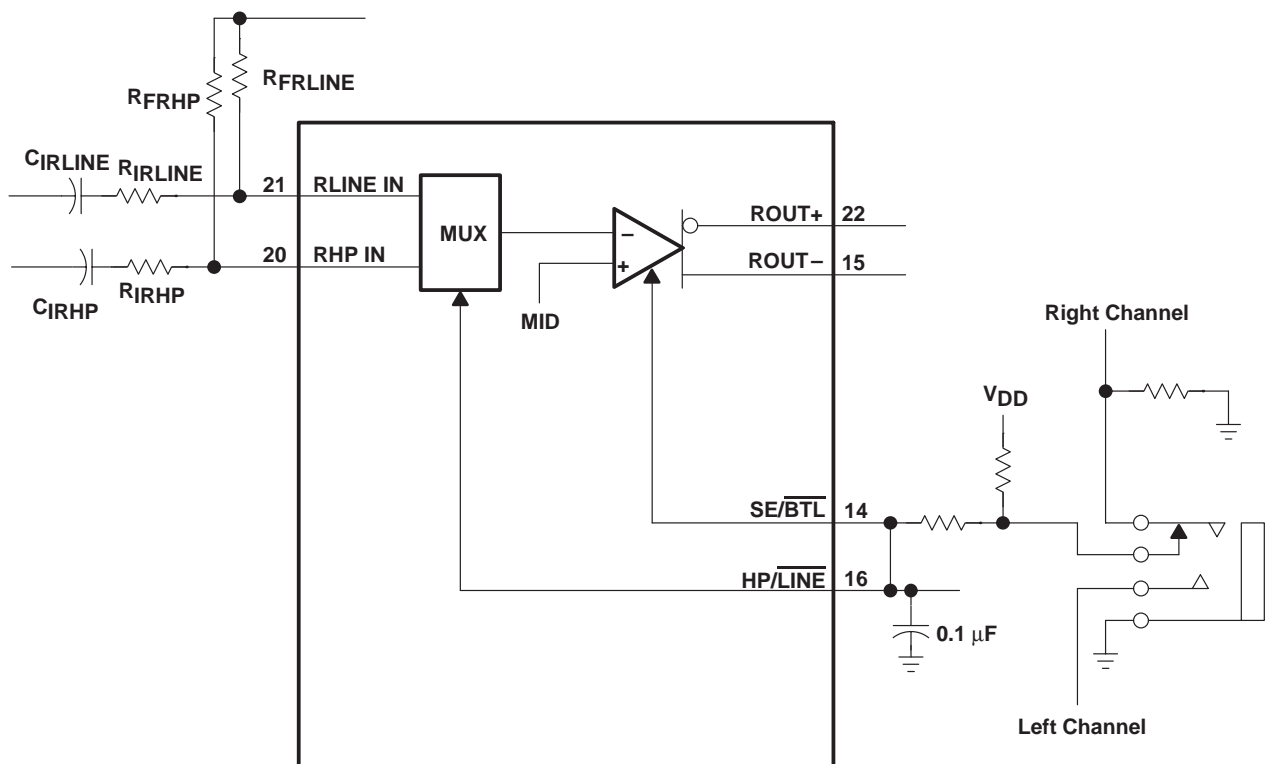 RFRHP
RFRLINE
CIRLINE
RIRLINE
21
RLINE IN
MUX
20
RHP IN
CIRHP
RIRHP
MID
ROUT+
22
ROUT−
15
Right Channel
VDD
SE/BTL
14
HP/LINE
16
0.1 μF
Left Channel
−
+